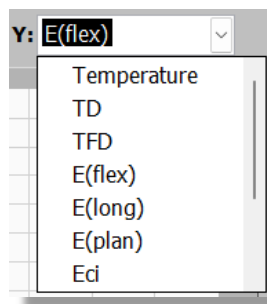 Y: E(flex)
Temperature
TD
TFD
E(flex)
E(long)
E(plan)
Eci